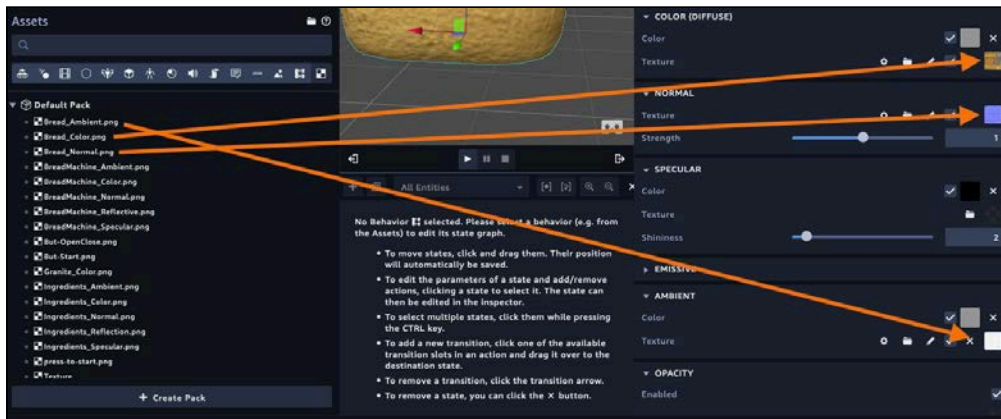 Assets
Default Pack
Bread_Ambient.png
Bread_Color.png
Bread_Normal.png
BreadMachine_Ambient.png
BreadMachine_Color.png
BreadMachine_Normal.png
BreadMachine_Reflective.png
BreadMachine_Specular.png
But-OpenClose.png
But-Start.png
Granite_Color.png
Ingredients_Ambient.png
Ingredients_Color.png
Ingredients_Normal.png
Ingredients_Reflection.png
Ingredients_Specular.png
press-to-start.png
Texture
+ Create Pack
All Entities
No Behavior selected. Please select a behavior (e.g. from
the Assets) to edit its state graph.
• To move states, click and drag them. Their position
will automatically be saved.
• To edit the parameters of a state and add/remove
actions, clicking a state to select it. The state can
then be edited in the inspector.
• To select multiple states, click them while pressing
the CTRL key.
• To add a new transition, click one of the available
transition slots in an action and drag it over to the
destination state.
• To remove a transition, click the transition arrow.
• To remove a state, you can click the X button.
COLOR (DIFFUSE)
Color
Texture
NORMAL
Texture
Strength
1
SPECULAR
Color
Texture
Shininess
2
EMISSIVE
AMBIENT
Color
Texture
OPACITY
Enabled